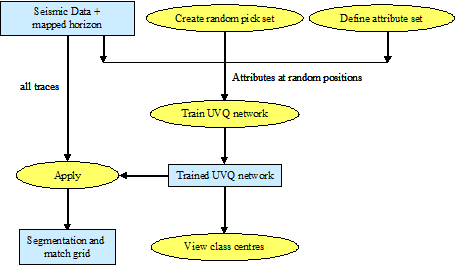 Seismic Data +
mapped horizon
Create random pick set
Define attribute set
all traces
Attributes at random positions
Train UVQ network
Apply
Trained UVQ network
Segmentation and
match grid
View class centres